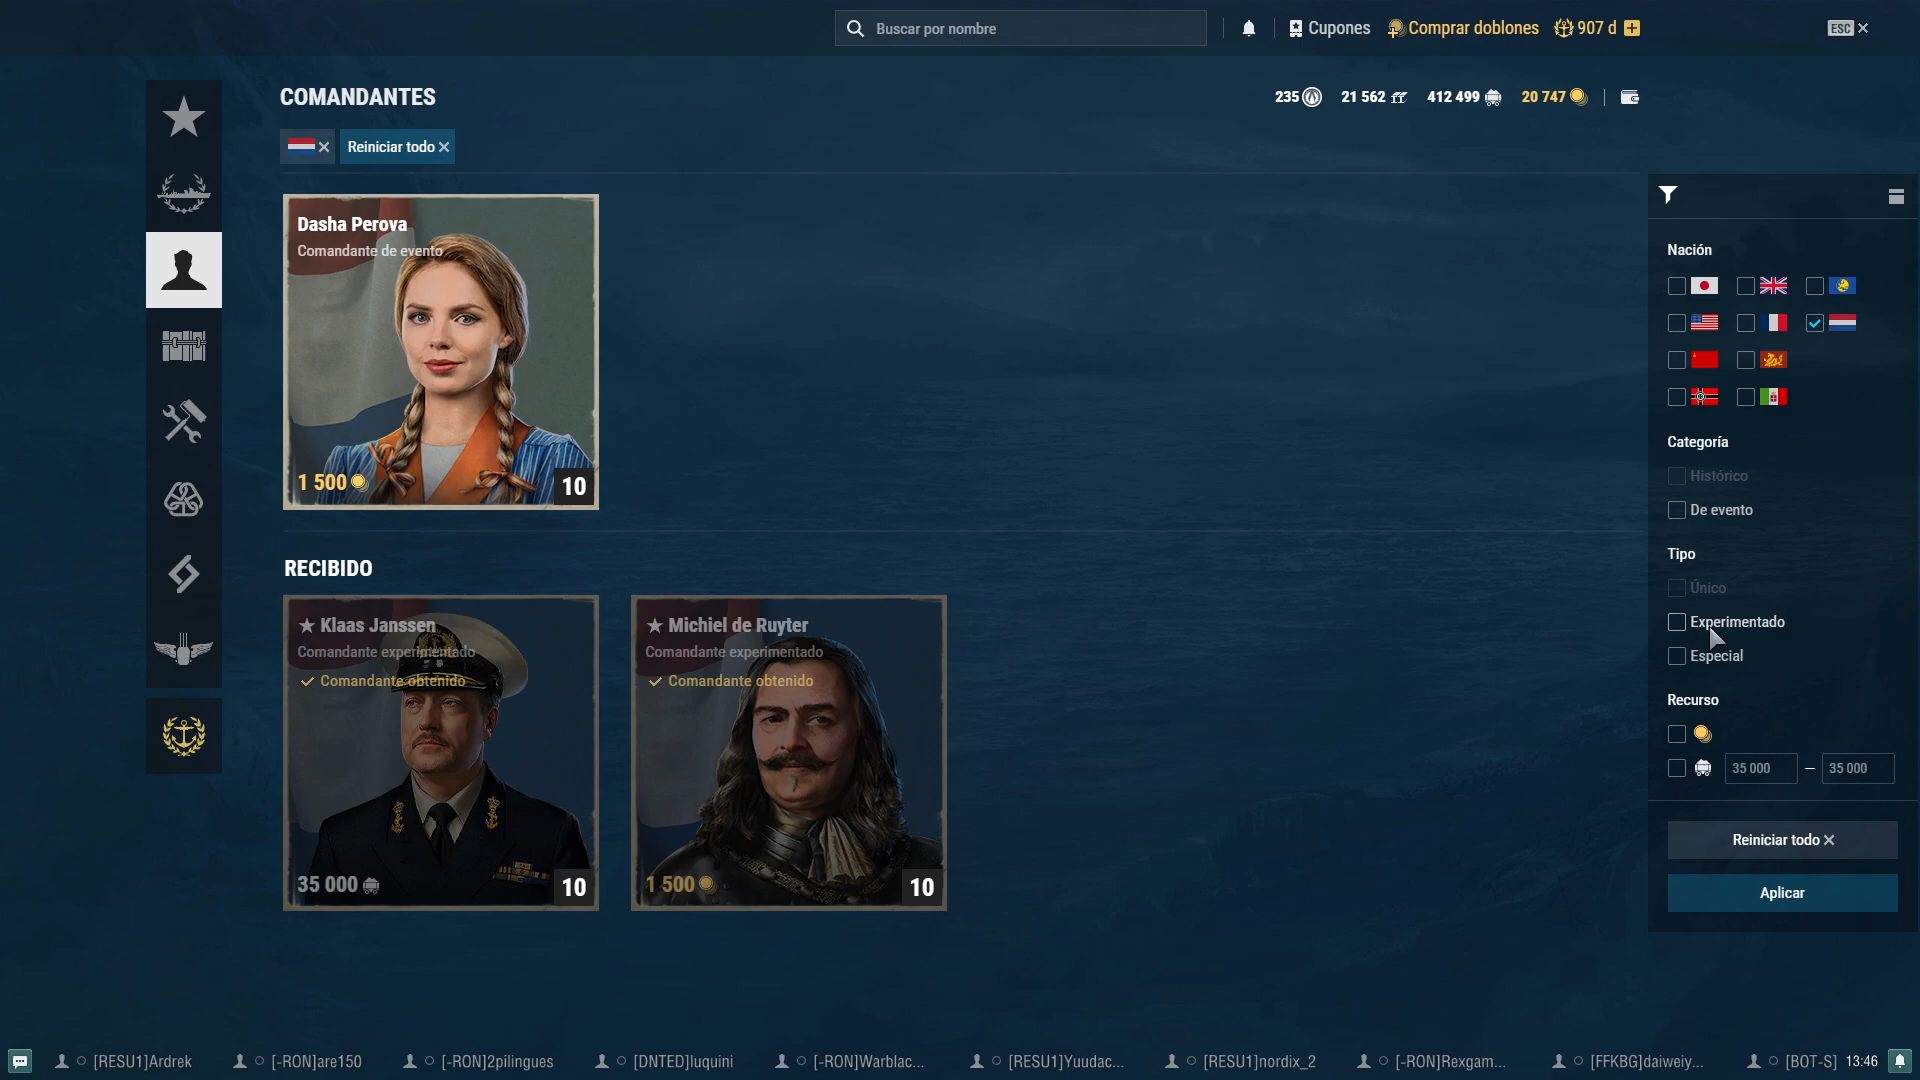 Buscar por nombre
Cupones
Comprar doblones
907 d
ESC
COMANDANTES
235
21 562
412 499
20 747
Reiniciar todo
Dasha Perova
Comandante de evento
1 500
10
RECIBIDO
Klaas Janssen
Comandante experimentado
Comandante obtenido
35 000
10
Michiel de Ruyter
Comandante experimentado
Comandante obtenido
1 500
10
Nación
Categoría
Histórico
De evento
Tipo
Único
Experimentado
Especial
Recurso
35 000 — 35 000
Reiniciar todo
Aplicar
[RESU1]Ardrek
[-RON]are150
[-RON]2pilingues
[DNTED]luquini
[-RON]Warblac...
[RESU1]Yuudac...
[RESU1]nordix_2
[-RON]Rexgam...
[FFKBG]daiweiy...
[BOT-S]
13:46